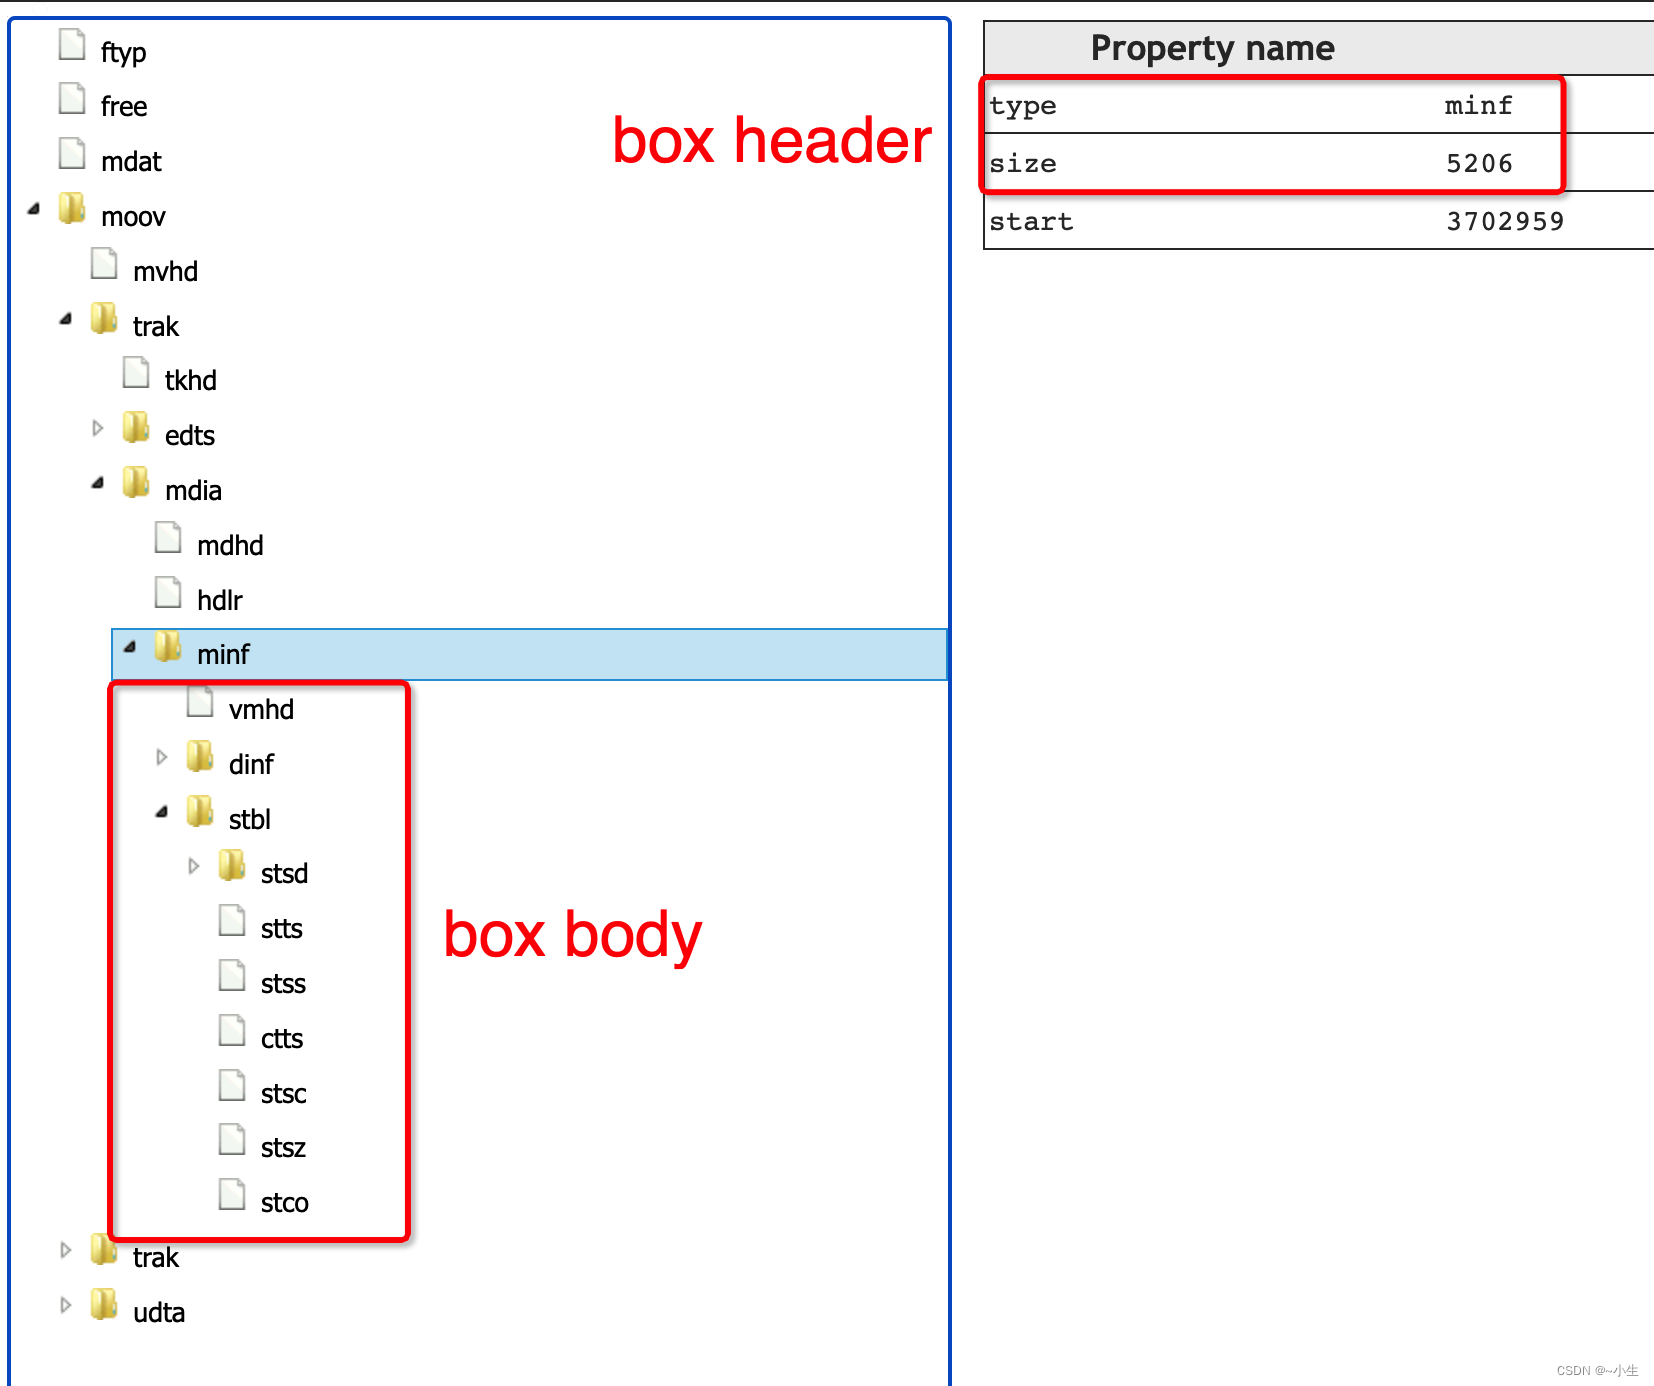 ftyp
free
mdat
moov
mvhd
trak
tkhd
edts
mdia
mdhd
hdlr
minf
vmhd
dinf
stbl
stsd
stts
stss
ctts
stsc
stsz
stco
trak
udta
box header
box body
Property name
type minf
size 5206
start 3702959
CSDN @~小生